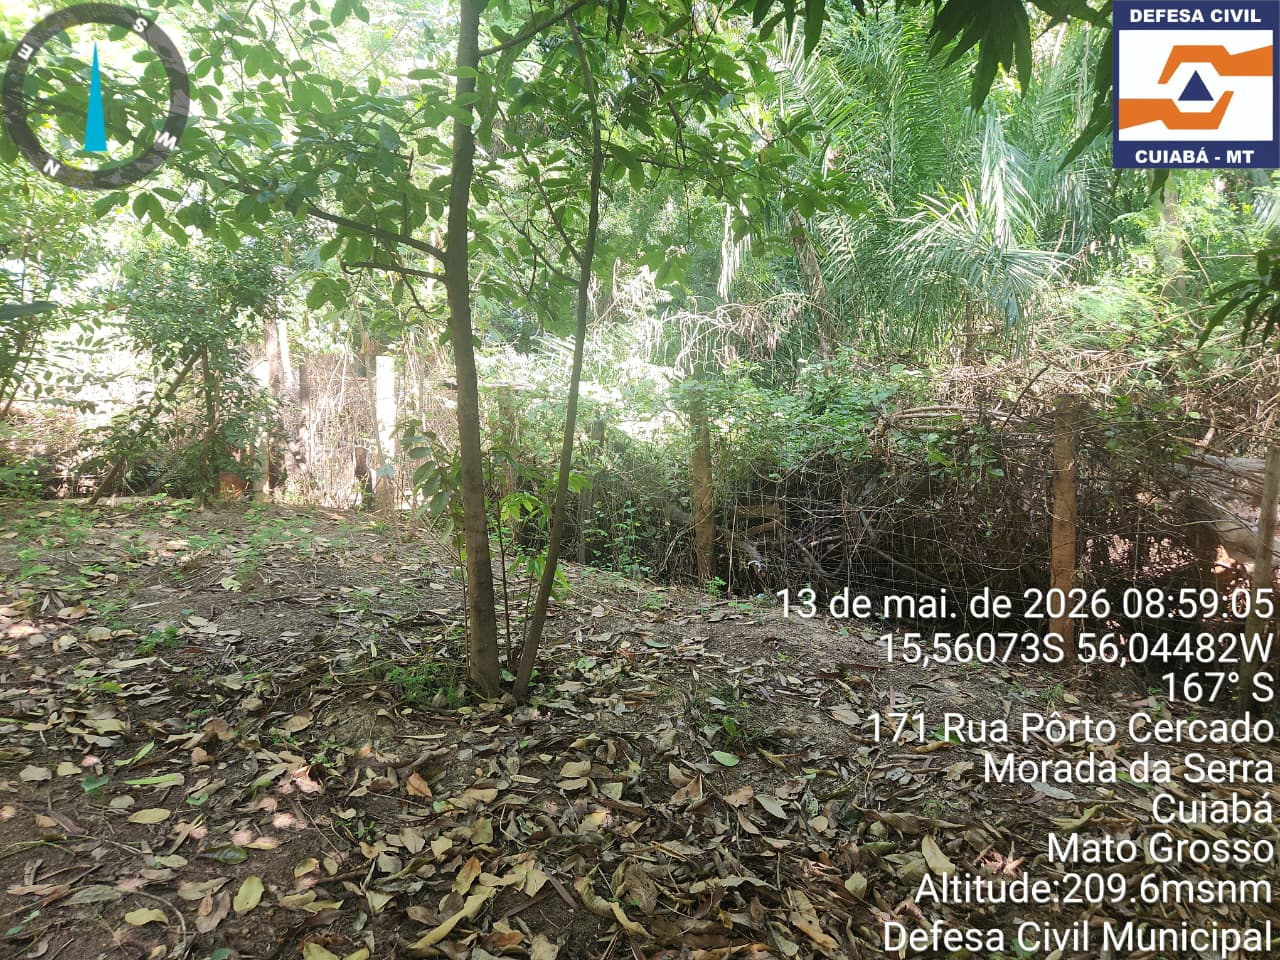 S
E
W
N
DEFESA CIVIL
CUIABÁ - MT
13 de mai. de 2026 08:59:05
15,56073S 56,04482W
167° S
171 Rua Pôrto Cercado
Morada da Serra
Cuiabá
Mato Grosso
Altitude:209.6msnm
Defesa Civil Municipal